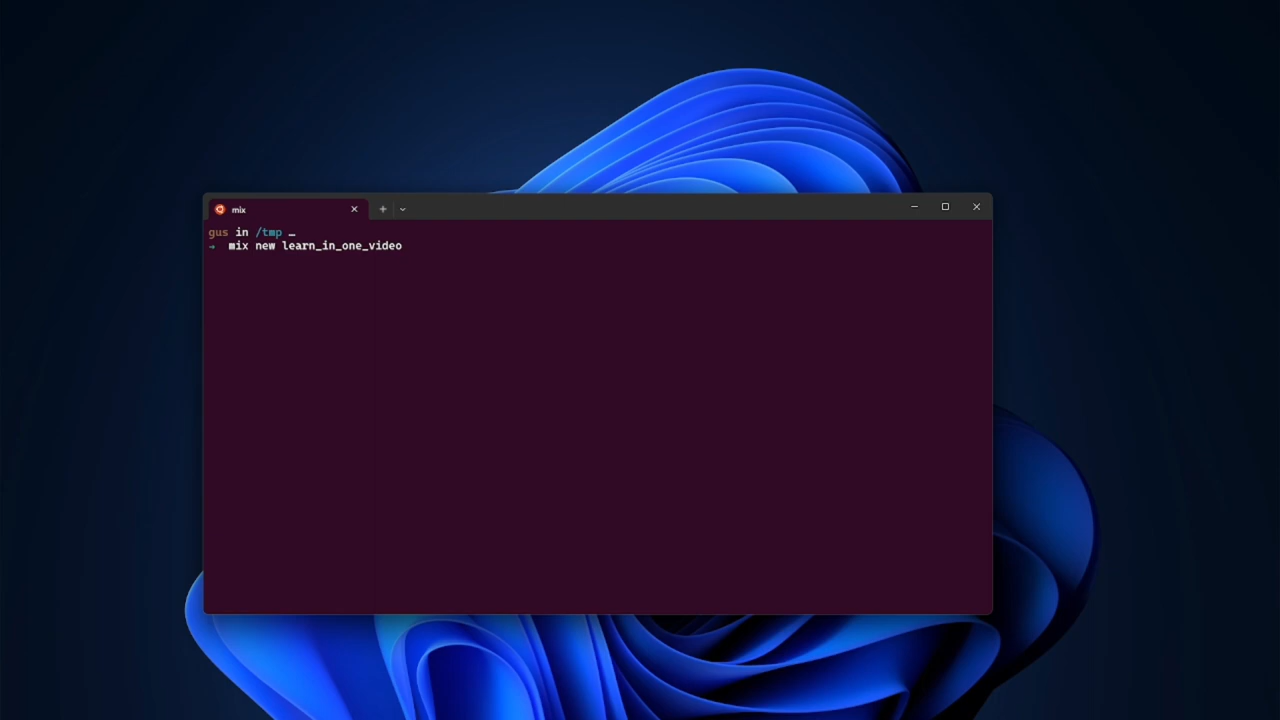 mix
gus in /tmp …
→ mix new learn_in_one_video